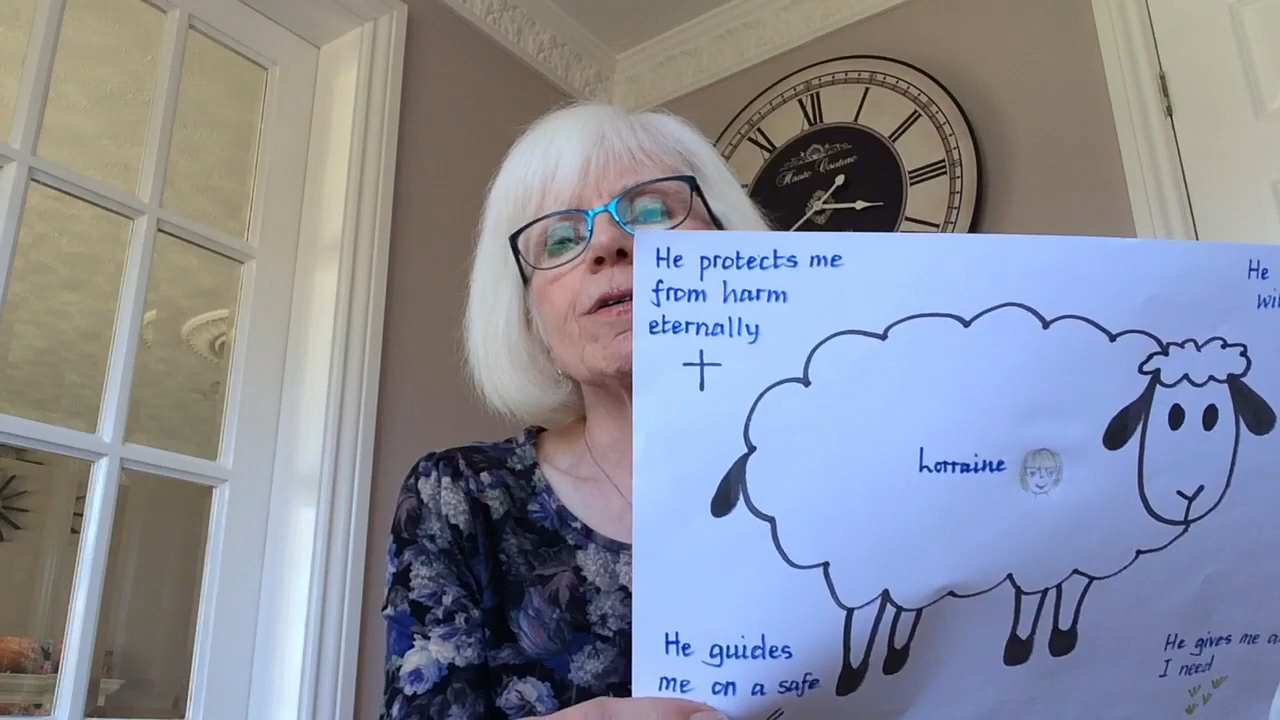 Haute Couture
He protects me
from harm
eternally
He
Lorraine
He guides
me on a safe
He gives me
I need